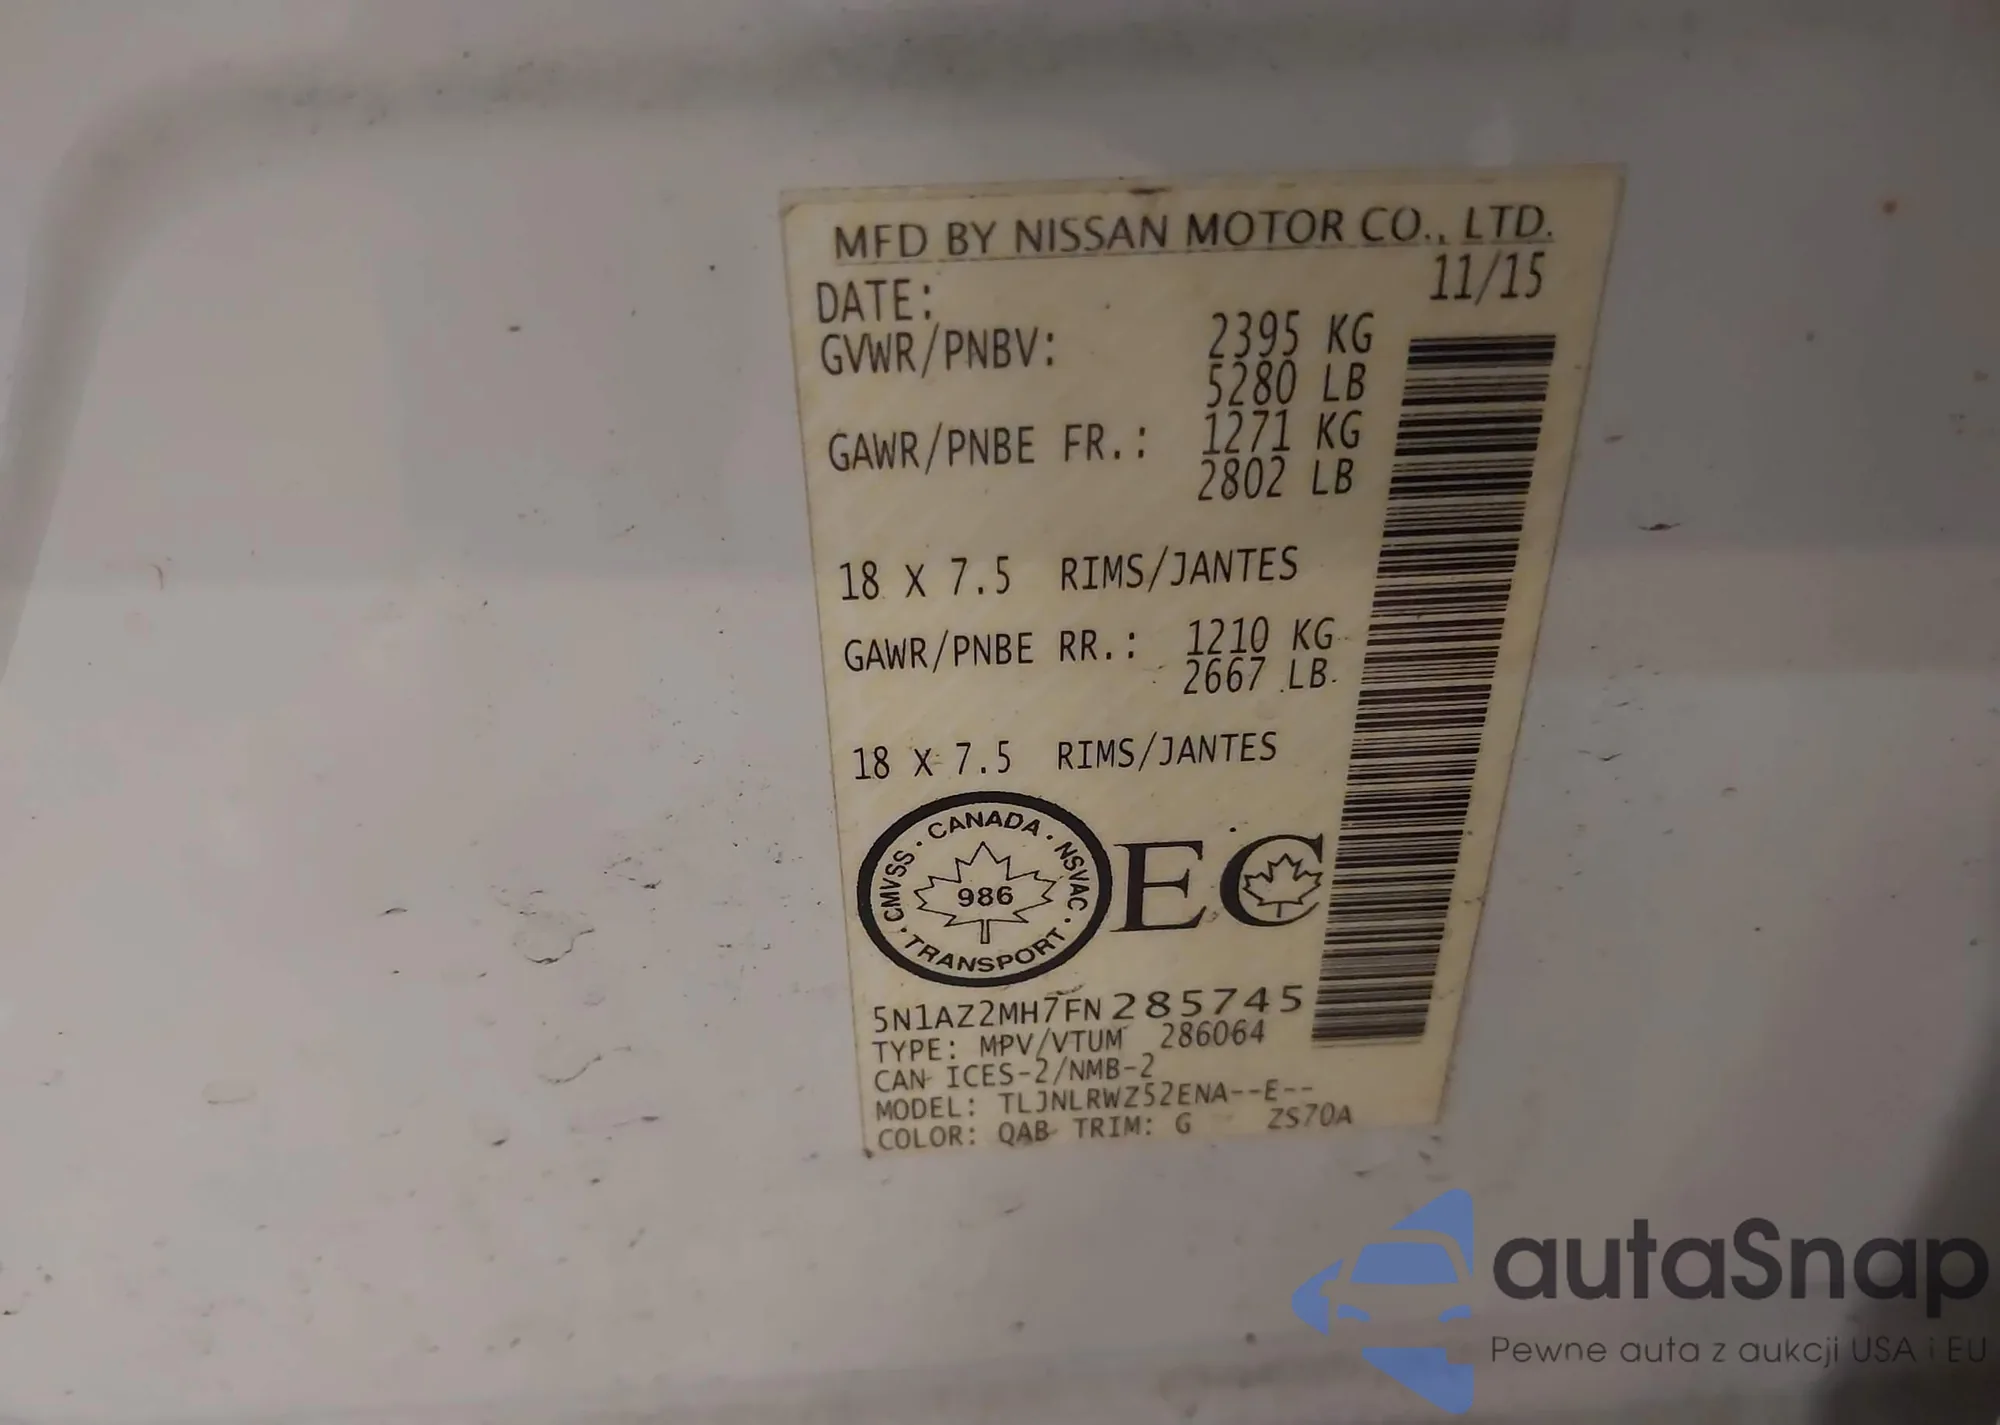 MFD BY NISSAN MOTOR CO., LTD.
DATE: 11/15
GVWR/PNBV: 2395 KG
5280 LB
GAWR/PNBE FR.: 1271 KG
2802 LB
18 X 7.5 RIMS/JANTES
GAWR/PNBE RR.: 1210 KG
2667 LB
18 X 7.5 RIMS/JANTES
CMVSS · CANADA · NSVAC · TRANSPORT ·
986
EC
5N1AZ2MH7FN285745
TYPE: MPV/VTUM 286064
CAN ICES-2/NMB-2
MODEL: TLJNLRWZ52ENA--E--
COLOR: QAB TRIM: G ZS70A
autaSnap
Pewne auta z aukcji USA i EU